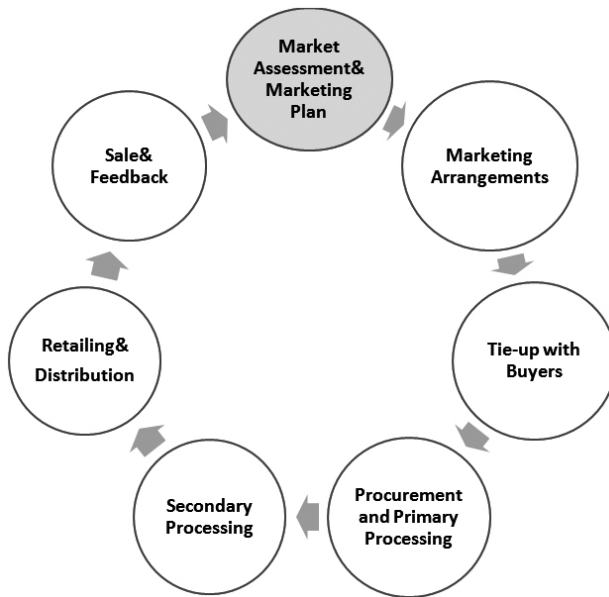 Market
Assessment&
Marketing
Plan
Marketing
Arrangements
Tie-up with
Buyers
Procurement
and Primary
Processing
Secondary
Processing
Retailing&
Distribution
Sale&
Feedback